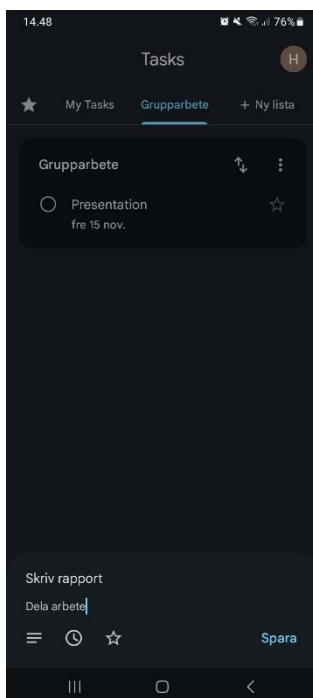 14.48 76%
Tasks H
My Tasks Grupparbete + Ny lista
Grupparbete
Presentation
fre 15 nov.
Skriv rapport
Dela arbete
Spara